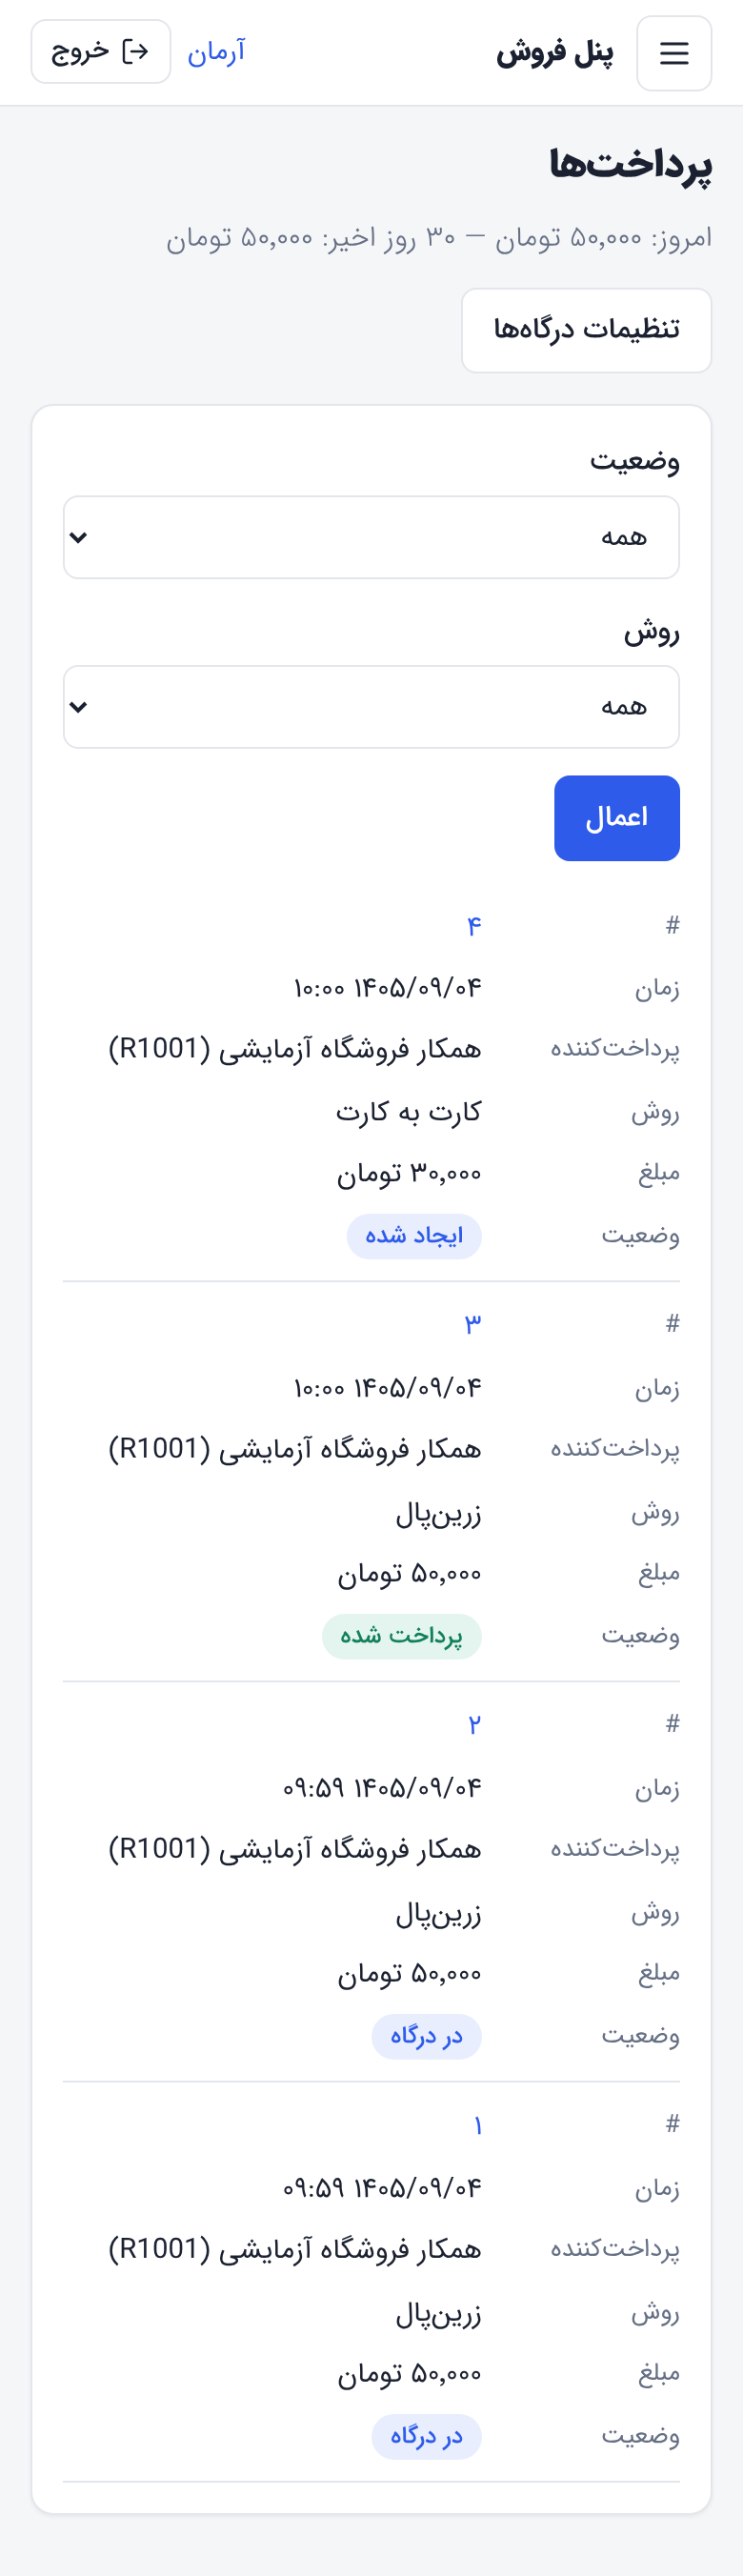 پنل فروش
آرمان
خروج
پرداخت‌ها
امروز: ۵۰,۰۰۰ تومان — ۳۰ روز اخیر: ۵۰,۰۰۰ تومان
تنظیمات درگاه‌ها
وضعیت
همه
روش
همه
اعمال
# ۴
زمان ۱۴۰۵/۰۹/۰۴ ۱۰:۰۰
پرداخت‌کننده همکار فروشگاه آزمایشی (R1001)
روش کارت به کارت
مبلغ ۳۰,۰۰۰ تومان
وضعیت ایجاد شده
# ۳
زمان ۱۴۰۵/۰۹/۰۴ ۱۰:۰۰
پرداخت‌کننده همکار فروشگاه آزمایشی (R1001)
روش زرین‌پال
مبلغ ۵۰,۰۰۰ تومان
وضعیت پرداخت شده
# ۲
زمان ۱۴۰۵/۰۹/۰۴ ۰۹:۵۹
پرداخت‌کننده همکار فروشگاه آزمایشی (R1001)
روش زرین‌پال
مبلغ ۵۰,۰۰۰ تومان
وضعیت در درگاه
# ۱
زمان ۱۴۰۵/۰۹/۰۴ ۰۹:۵۹
پرداخت‌کننده همکار فروشگاه آزمایشی (R1001)
روش زرین‌پال
مبلغ ۵۰,۰۰۰ تومان
وضعیت در درگاه